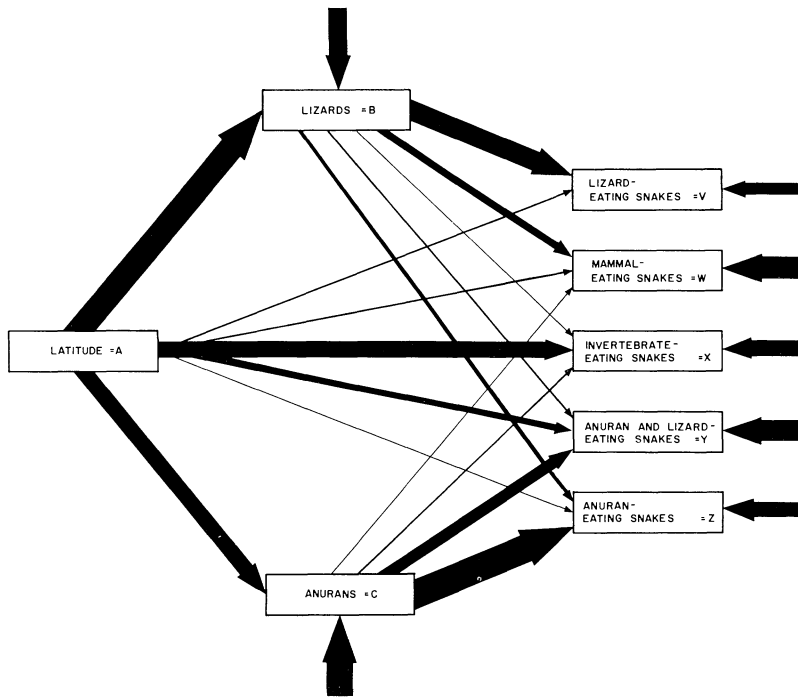 LIZARDS =B
LIZARD-
EATING SNAKES =V
MAMMAL-
EATING SNAKES =W
LATITUDE =A
INVERTEBRATE-
EATING SNAKES =X
ANURAN AND LIZARD-
EATING SNAKES =Y
ANURAN-
EATING SNAKES =Z
ANURANS =C